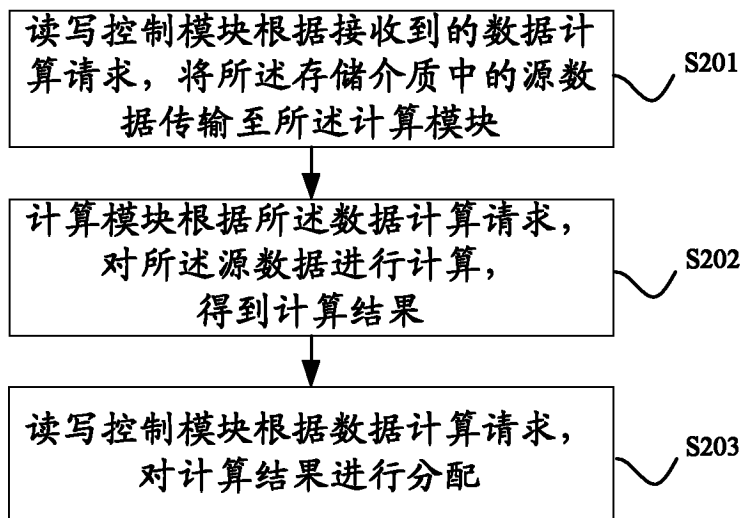 读写控制模块根据接收到的数据计
算请求，将所述存储介质中的源数
据传输至所述计算模块
S201
计算模块根据所述数据计算请求，
对所述源数据进行计算，
得到计算结果
S202
读写控制模块根据数据计算请求，
对计算结果进行分配
S203